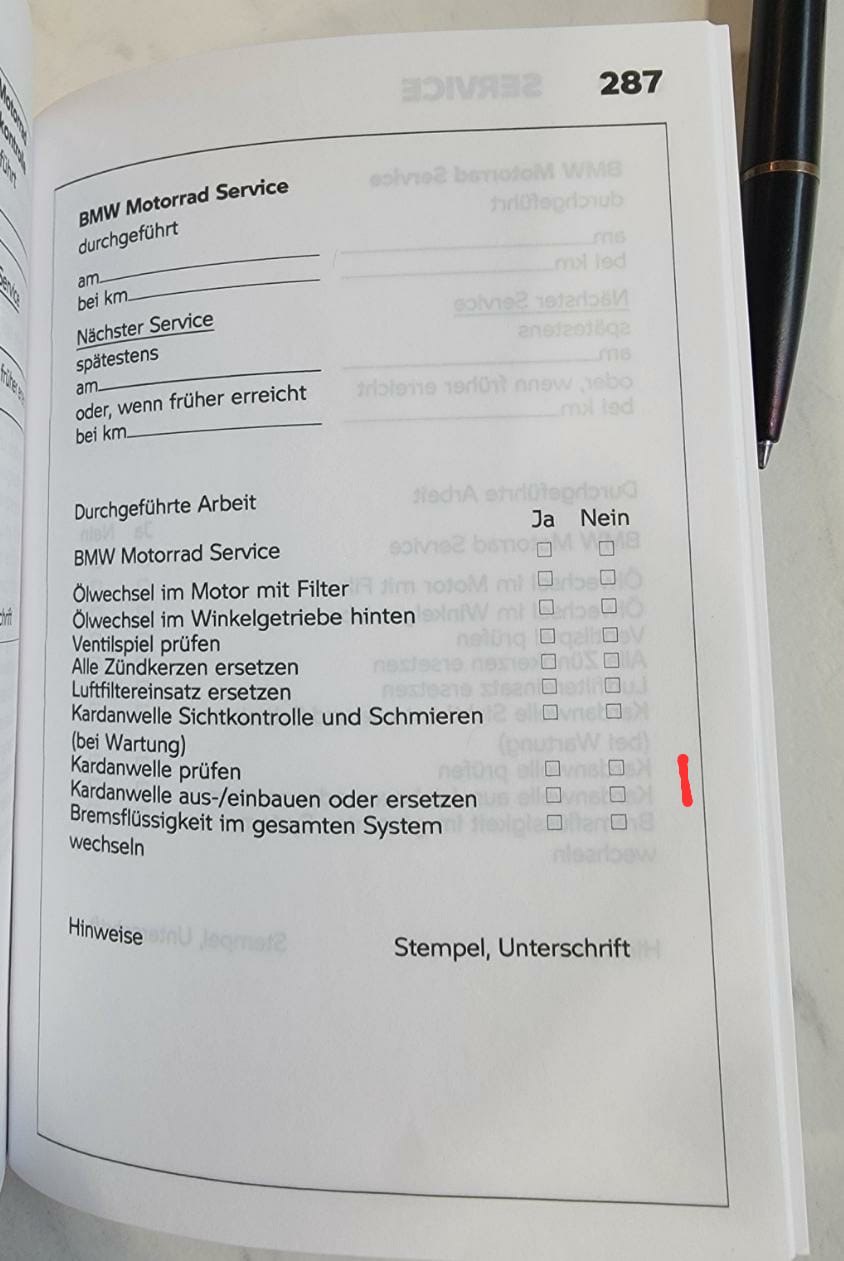 287
BMW Motorrad Service
durchgeführt
am
bei km
Nächster Service
spätestens
am
oder, wenn früher erreicht
bei km
Durchgeführte Arbeit
Ja Nein
BMW Motorrad Service
Ölwechsel im Motor mit Filter
Ölwechsel im Winkelgetriebe hinten
Ventilspiel prüfen
Alle Zündkerzen ersetzen
Luftfiltereinsatz ersetzen
Kardanwelle Sichtkontrolle und Schmieren
(bei Wartung)
Kardanwelle prüfen
Kardanwelle aus-/einbauen oder ersetzen
Bremsflüssigkeit im gesamten System
wechseln
Hinweise
Stempel, Unterschrift